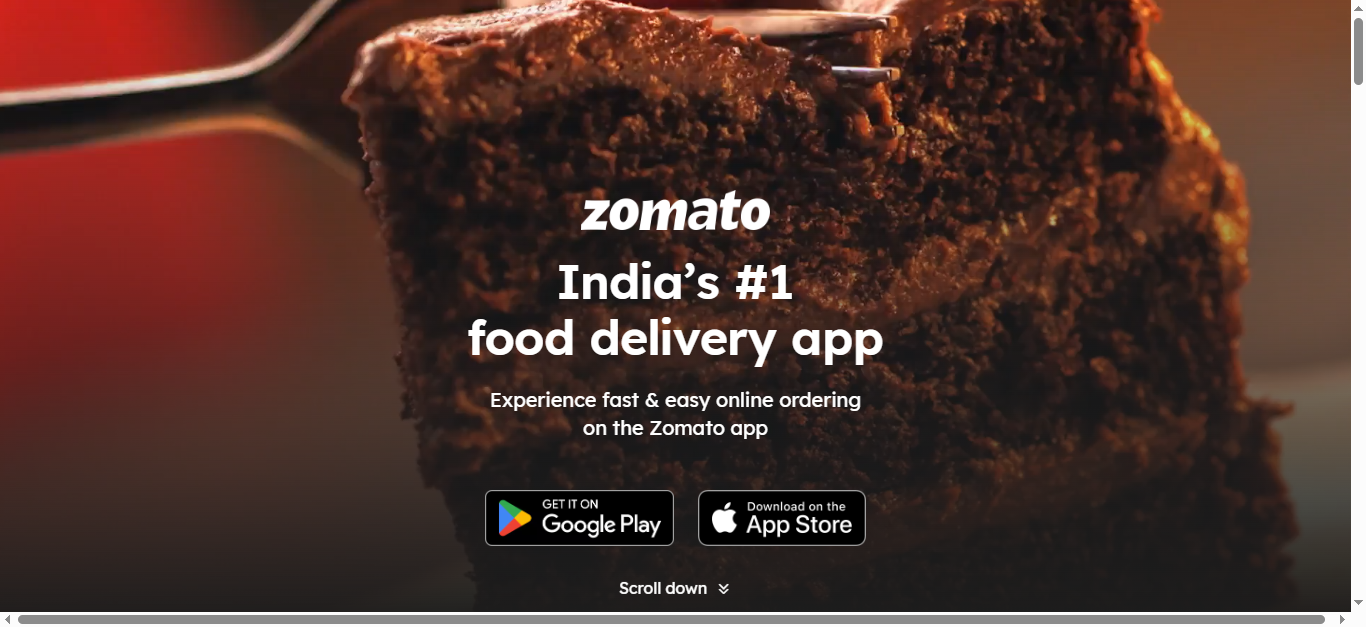 zomato
India’s #1
food delivery app
Experience fast & easy online ordering
on the Zomato app
GET IT ON
Google Play
Download on the
App Store
Scroll down